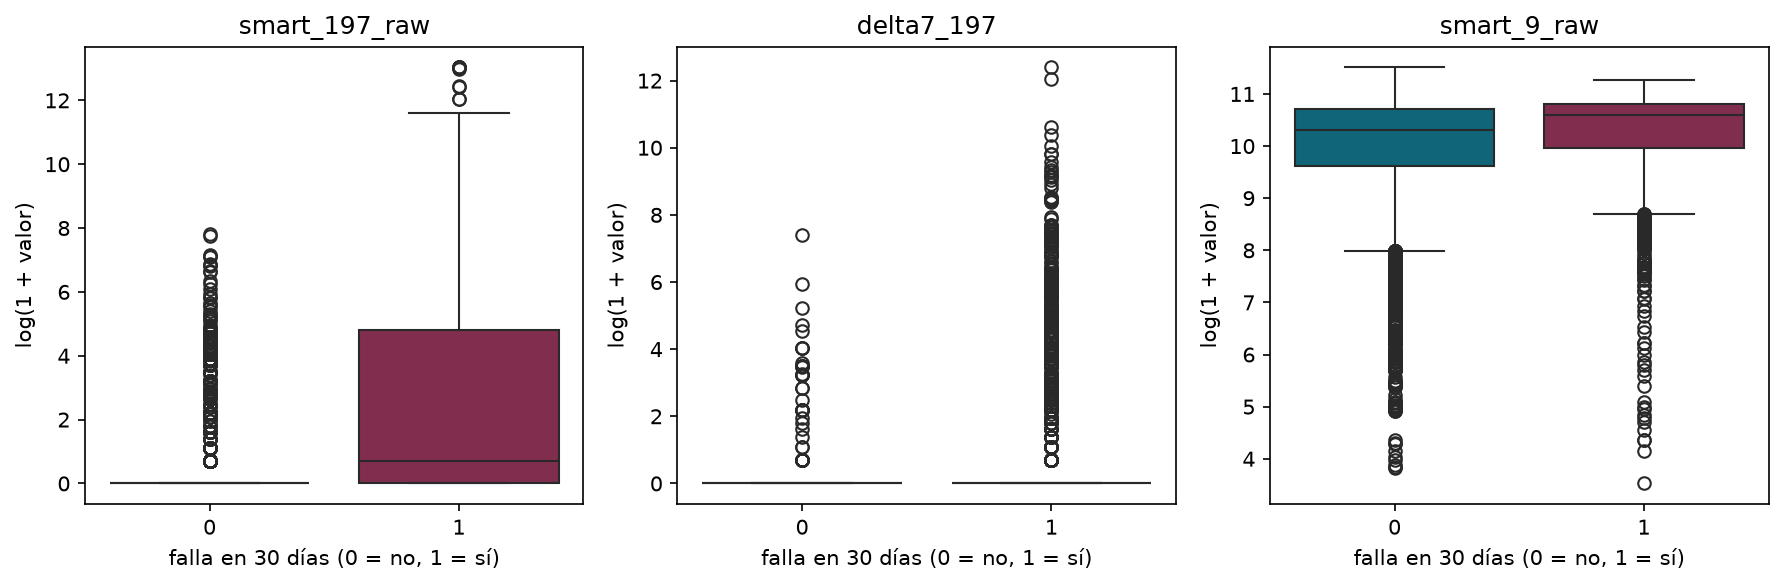 smart_197_raw
12
10
8
6
4
2
0
log(1 + valor)
0 1
falla en 30 días (0 = no, 1 = sí)
delta7_197
12
10
8
6
4
2
0
log(1 + valor)
0 1
falla en 30 días (0 = no, 1 = sí)
smart_9_raw
11
10
9
8
7
6
5
4
log(1 + valor)
0 1
falla en 30 días (0 = no, 1 = sí)